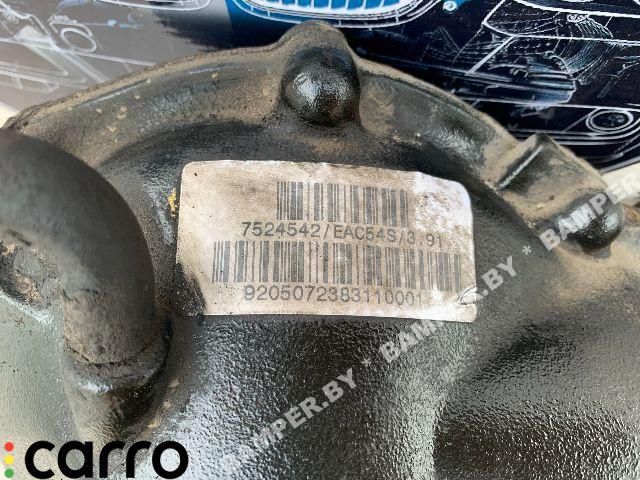 7524542/EAC54S/3.91
9205072383110001
BAMPER.BY * BAMPER.BY * BAMPER.BY
carro